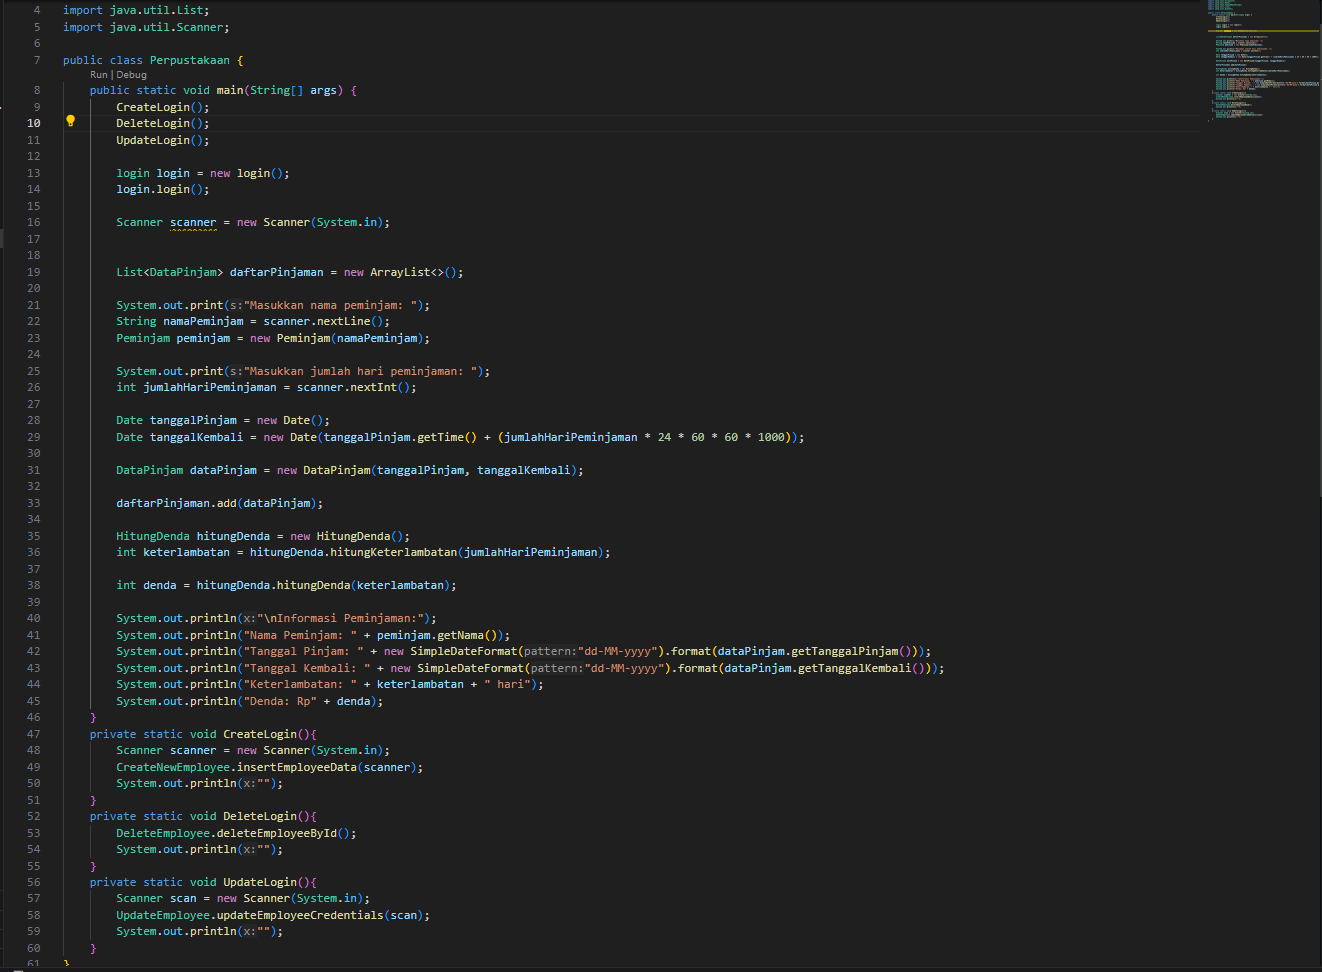 4 import java.util.List;
5 import java.util.Scanner;
6
7 public class Perpustakaan {
Run | Debug
8 public static void main(String[] args) {
9 CreateLogin();
10 DeleteLogin();
11 UpdateLogin();
12
13 login login = new login();
14 login.login();
15
16 Scanner scanner = new Scanner(System.in);
17
18
19 List<DataPinjam> daftarPinjaman = new ArrayList<>();
20
21 System.out.print(s:"Masukkan nama peminjam: ");
22 String namaPeminjam = scanner.nextLine();
23 Peminjam peminjam = new Peminjam(namaPeminjam);
24
25 System.out.print(s:"Masukkan jumlah hari peminjaman: ");
26 int jumlahHariPeminjaman = scanner.nextInt();
27
28 Date tanggalPinjam = new Date();
29 Date tanggalKembali = new Date(tanggalPinjam.getTime() + (jumlahHariPeminjaman * 24 * 60 * 60 * 1000));
30
31 DataPinjam dataPinjam = new DataPinjam(tanggalPinjam, tanggalKembali);
32
33 daftarPinjaman.add(dataPinjam);
34
35 HitungDenda hitungDenda = new HitungDenda();
36 int keterlambatan = hitungDenda.hitungKeterlambatan(jumlahHariPeminjaman);
37
38 int denda = hitungDenda.hitungDenda(keterlambatan);
39
40 System.out.println(x:"\nInformasi Peminjaman:");
41 System.out.println("Nama Peminjam: " + peminjam.getNama());
42 System.out.println("Tanggal Pinjam: " + new SimpleDateFormat(pattern:"dd-MM-yyyy").format(dataPinjam.getTanggalPinjam()));
43 System.out.println("Tanggal Kembali: " + new SimpleDateFormat(pattern:"dd-MM-yyyy").format(dataPinjam.getTanggalKembali()));
44 System.out.println("Keterlambatan: " + keterlambatan + " hari");
45 System.out.println("Denda: Rp" + denda);
46 }
47 private static void CreateLogin(){
48 Scanner scanner = new Scanner(System.in);
49 CreateNewEmployee.insertEmployeeData(scanner);
50 System.out.println(x:"");
51 }
52 private static void DeleteLogin(){
53 DeleteEmployee.deleteEmployeeById();
54 System.out.println(x:"");
55 }
56 private static void UpdateLogin(){
57 Scanner scan = new Scanner(System.in);
58 UpdateEmployee.updateEmployeeCredentials(scan);
59 System.out.println(x:"");
60 }
61 }